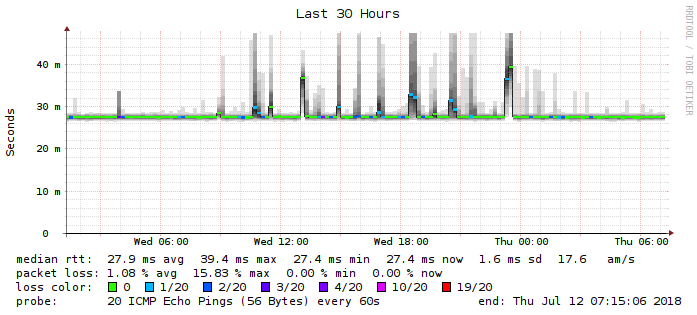 Last 30 Hours
RRDTOOL / TOBI OETIKER
Seconds
40 m
30 m
20 m
10 m
0
Wed 06:00 Wed 12:00 Wed 18:00 Thu 00:00 Thu 06:00
median rtt: 27.9 ms avg 39.4 ms max 27.4 ms min 27.4 ms now 1.6 ms sd 17.6 am/s
packet loss: 1.08 % avg 15.83 % max 0.00 % min 0.00 % now
loss color: 0 1/20 2/20 3/20 4/20 10/20 19/20
probe: 20 ICMP Echo Pings (56 Bytes) every 60s end: Thu Jul 12 07:15:06 2018